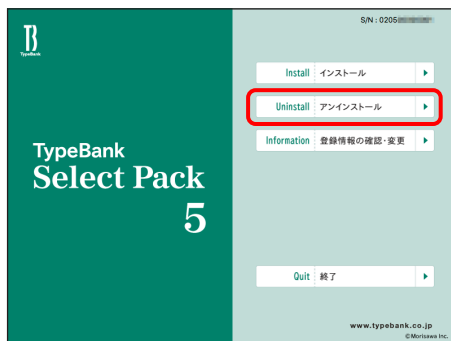 S/N : 0205
TB
TypeBank
Install インストール
Uninstall アンインストール
Information 登録情報の確認・変更
TypeBank
Select Pack
5
Quit 終了
www.typebank.co.jp
©Morisawa Inc.